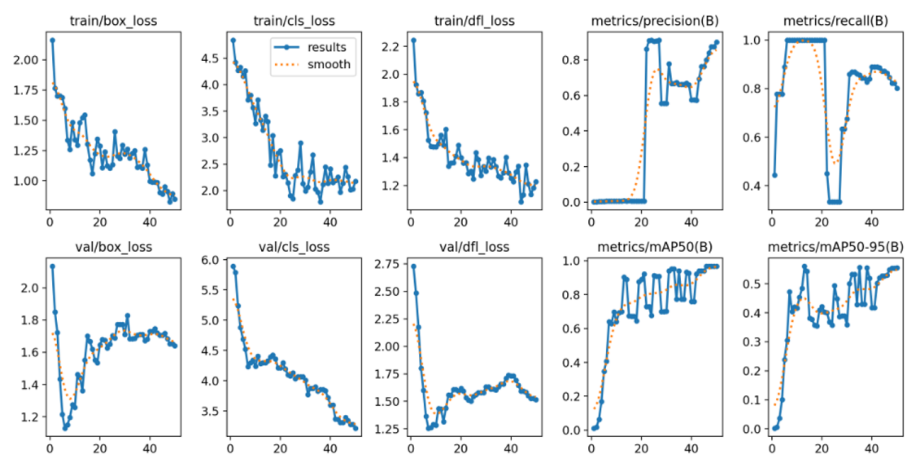 train/box_loss
train/cls_loss
train/dfl_loss
metrics/precision(B)
metrics/recall(B)
2.00
1.75
1.50
1.25
1.00
0 20 40
4.5
4.0
3.5
3.0
2.5
2.0
results
smooth
0 20 40
2.2
2.0
1.8
1.6
1.4
1.2
0 20 40
0.8
0.6
0.4
0.2
0.0
0 20 40
1.0
0.8
0.6
0.4
0 20 40
val/box_loss
val/cls_loss
val/dfl_loss
metrics/mAP50(B)
metrics/mAP50-95(B)
2.0
1.8
1.6
1.4
1.2
0 20 40
6.0
5.5
5.0
4.5
4.0
3.5
0 20 40
2.75
2.50
2.25
2.00
1.75
1.50
1.25
0 20 40
1.0
0.8
0.6
0.4
0.2
0.0
0 20 40
0.5
0.4
0.3
0.2
0.1
0.0
0 20 40